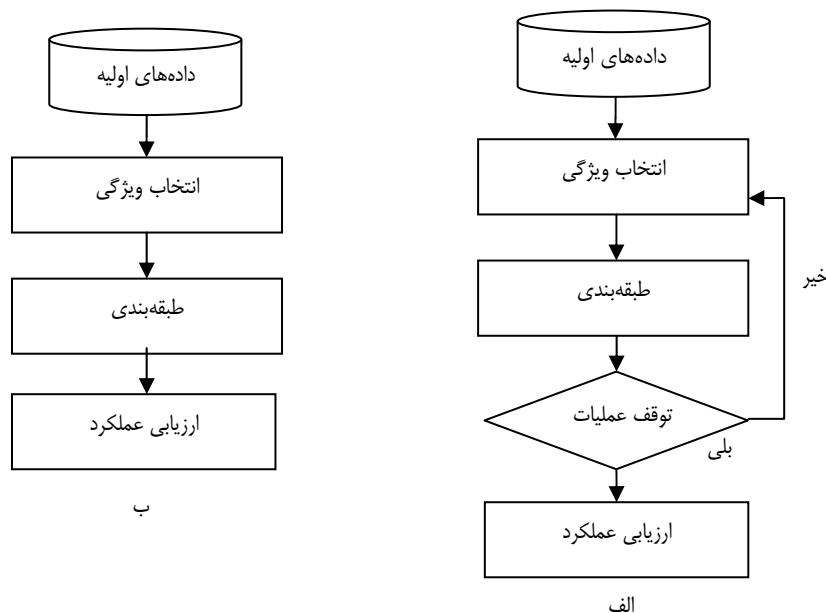 داده‌های اولیه
انتخاب ویژگی
خیر
طبقه‌بندی
توقف عملیات
بلی
ارزیابی عملکرد
الف
داده‌های اولیه
انتخاب ویژگی
طبقه‌بندی
ارزیابی عملکرد
ب